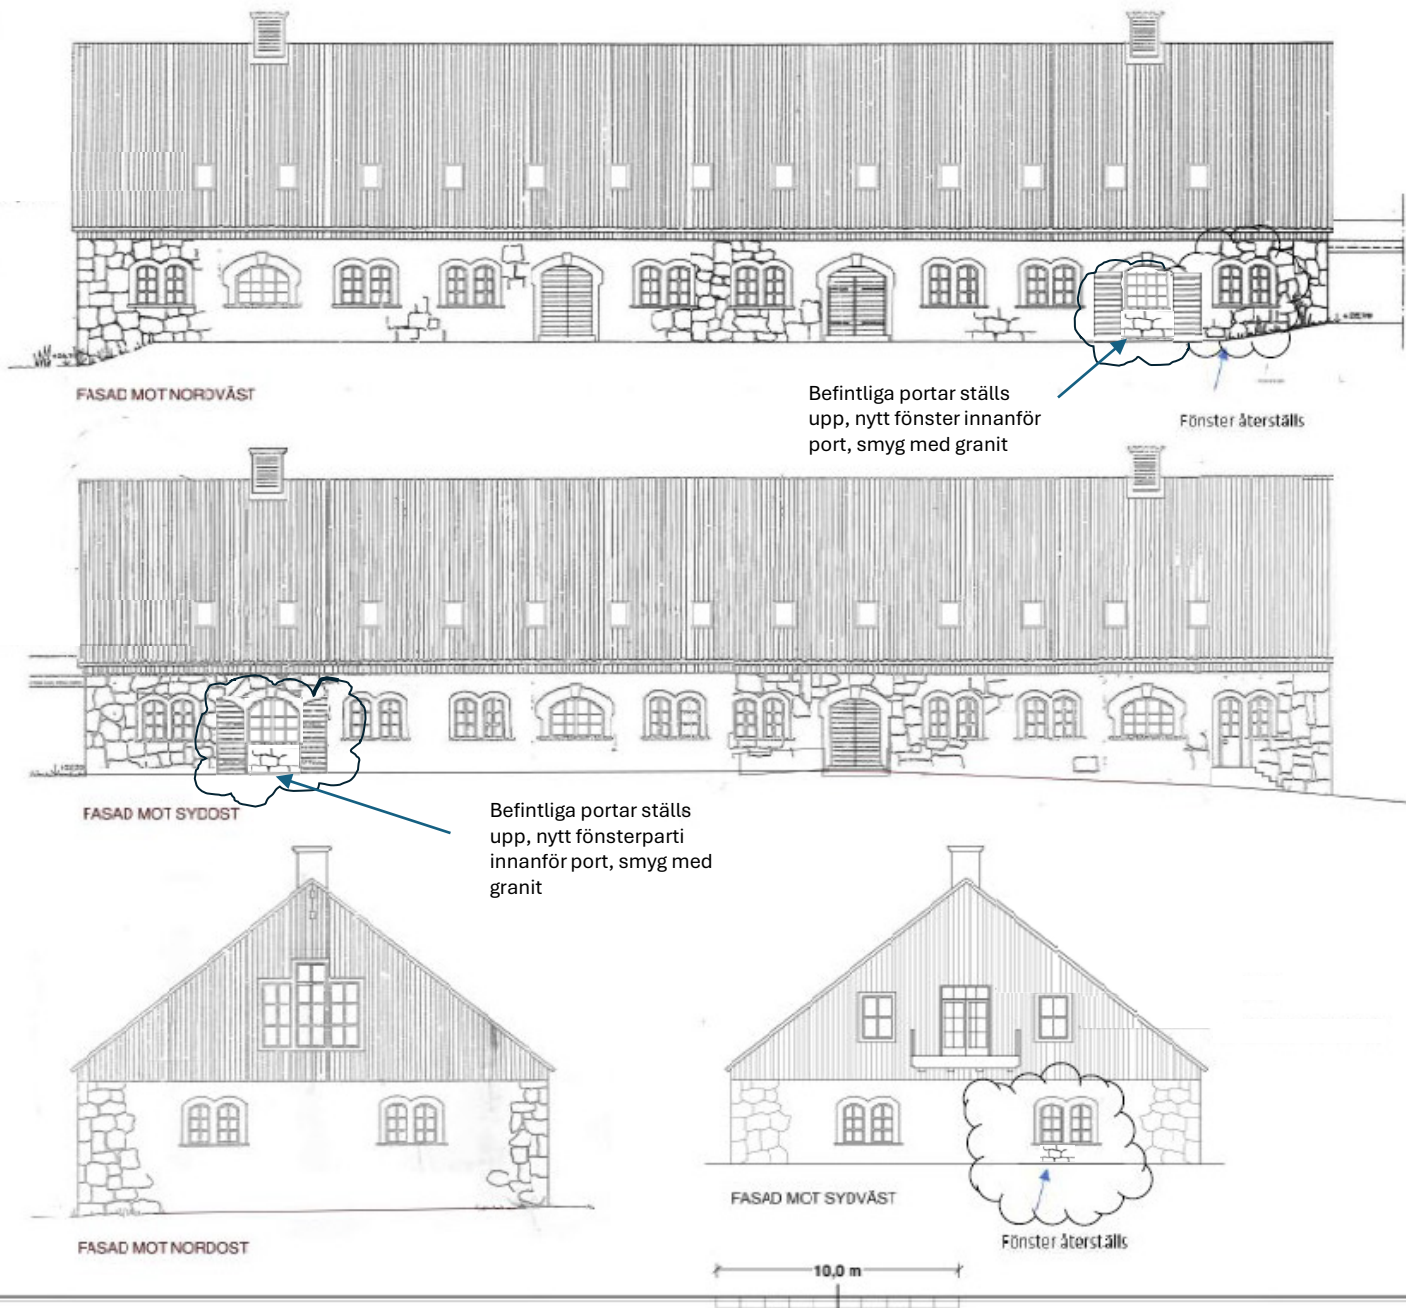 FASAD MOT NORDVÄST
Befintliga portar ställs
upp, nytt fönster innanför
port, smyg med granit
Fönster återställs
FASAD MOT SYDOST
Befintliga portar ställs
upp, nytt fönsterparti
innanför port, smyg med
granit
FASAD MOT NORDOST
FASAD MOT SYDVÄST
Fönster återställs
10,0 m